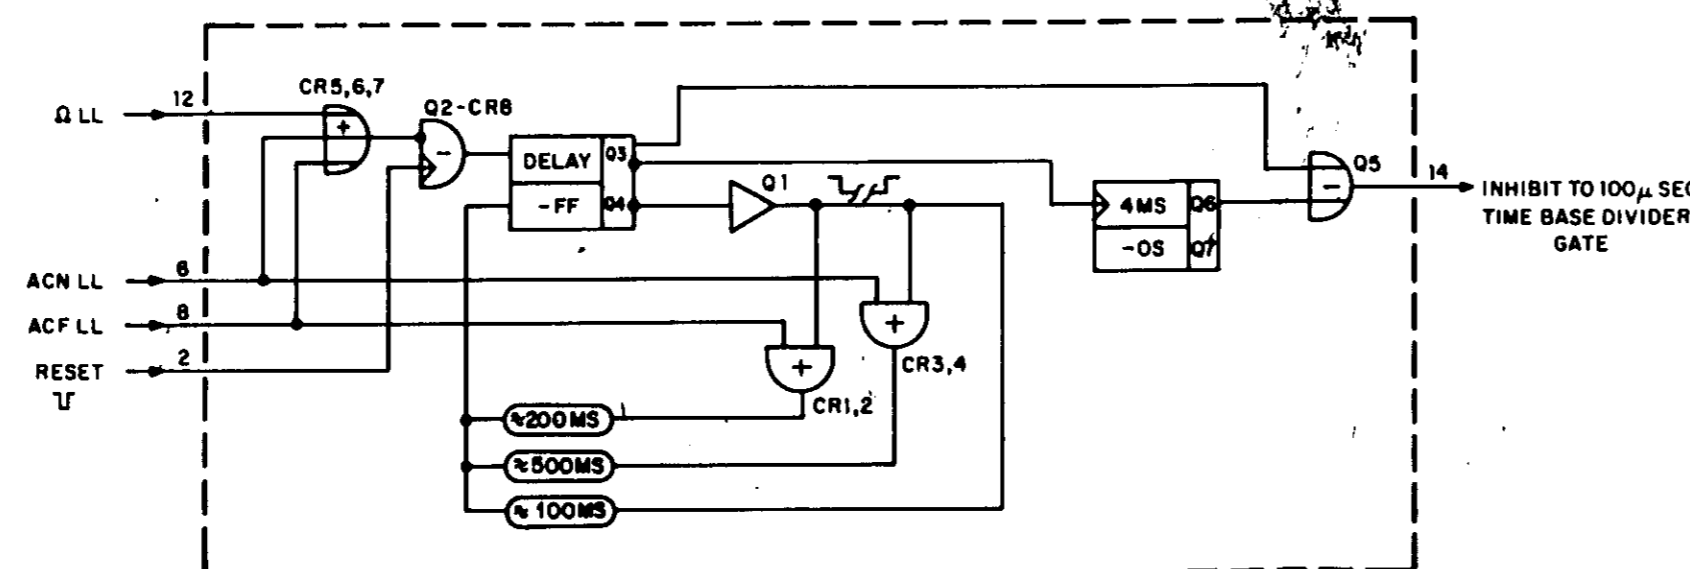 CR5,6,7
Ω LL
12
Q2-CR8
+
-
DELAY
Q3
-FF
Q4
Q1
4MS
Q6
-OS
Q7
Q5
-
14
INHIBIT TO 100μ SEC
TIME BASE DIVIDER
GATE
ACN LL
6
ACF LL
8
RESET
2
+
CR3,4
+
CR1,2
≈200MS
≈500MS
≈100MS